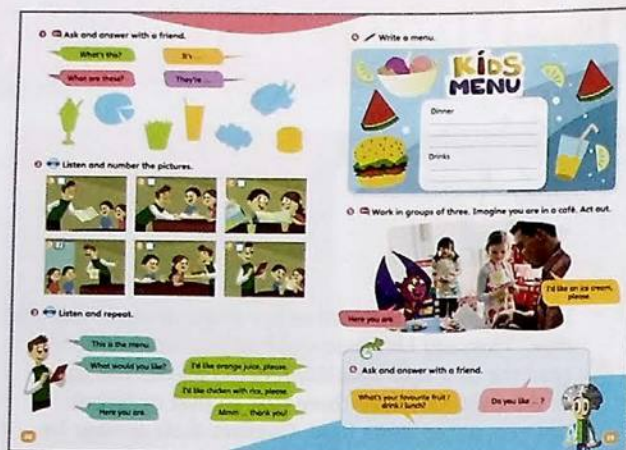 Ask and answer with a friend.
What's this?
It's ...
What are these?
They're ...
Listen and number the pictures.
Listen and repeat.
This is the menu.
What would you like?
I'd like orange juice, please.
I'd like chicken with rice, please.
Here you are.
Mmm ... thank you!
Write a menu.
KiDS
MENU
Dinner
Drinks
Work in groups of three. Imagine you are in a café. Act out.
I'd like an ice cream,
please.
Here you are.
Ask and answer with a friend.
What's your favourite fruit /
drink / lunch?
Do you like ... ?